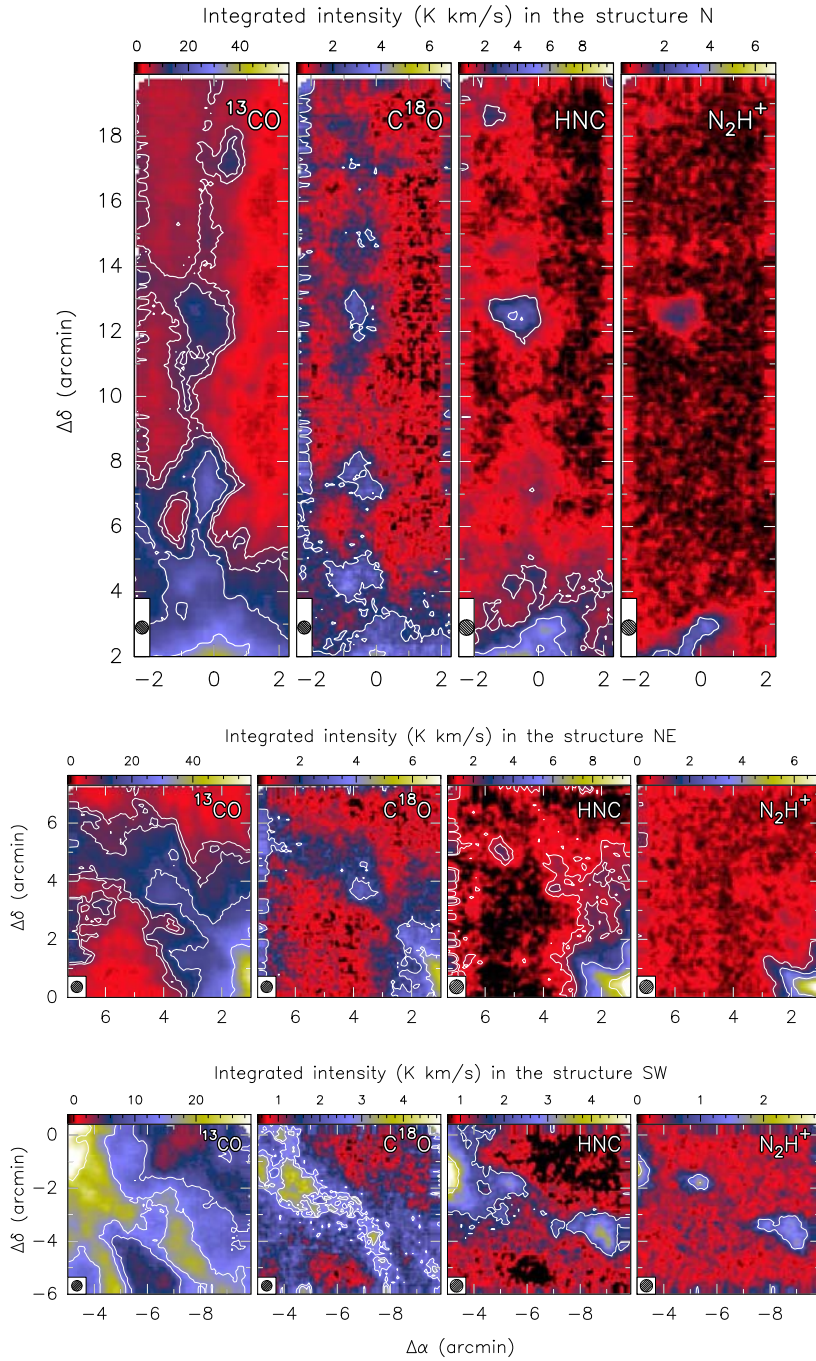 Integrated intensity (K km/s) in the structure N
0 20 40 0 2 4 6 2 4 6 8 0 2 4 6
¹³CO C¹⁸O HNC N₂H⁺
18
16
14
12
10
8
6
4
2
Δδ (arcmin)
−2 0 2 −2 0 2 −2 0 2 −2 0 2
Integrated intensity (K km/s) in the structure NE
0 20 40 2 4 6 2 4 6 8 0 2 4 6
¹³CO C¹⁸O HNC N₂H⁺
6
4
2
0
Δδ (arcmin)
6 4 2 6 4 2 6 4 2 6 4 2
Integrated intensity (K km/s) in the structure SW
0 10 20 1 2 3 4 1 2 3 4 0 1 2
¹³CO C¹⁸O HNC N₂H⁺
0
−2
−4
−6
Δδ (arcmin)
−4 −6 −8 −4 −6 −8 −4 −6 −8 −4 −6 −8
Δα (arcmin)